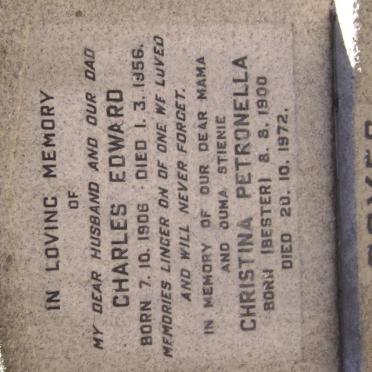 IN LOVING MEMORY
OF
MY DEAR HUSBAND AND OUR DAD
CHARLES EDWARD
BORN 7. 10. 1906 DIED 1. 3. 1956.
MEMORIES LINGER ON OF ONE WE LOVED
AND WILL NEVER FORGET.
IN MEMORY OF OUR DEAR MAMA
AND OUMA STIENIE
CHRISTINA PETRONELLA
BORN (BESTER) 8. 8. 1900
DIED 20. 10. 1972.